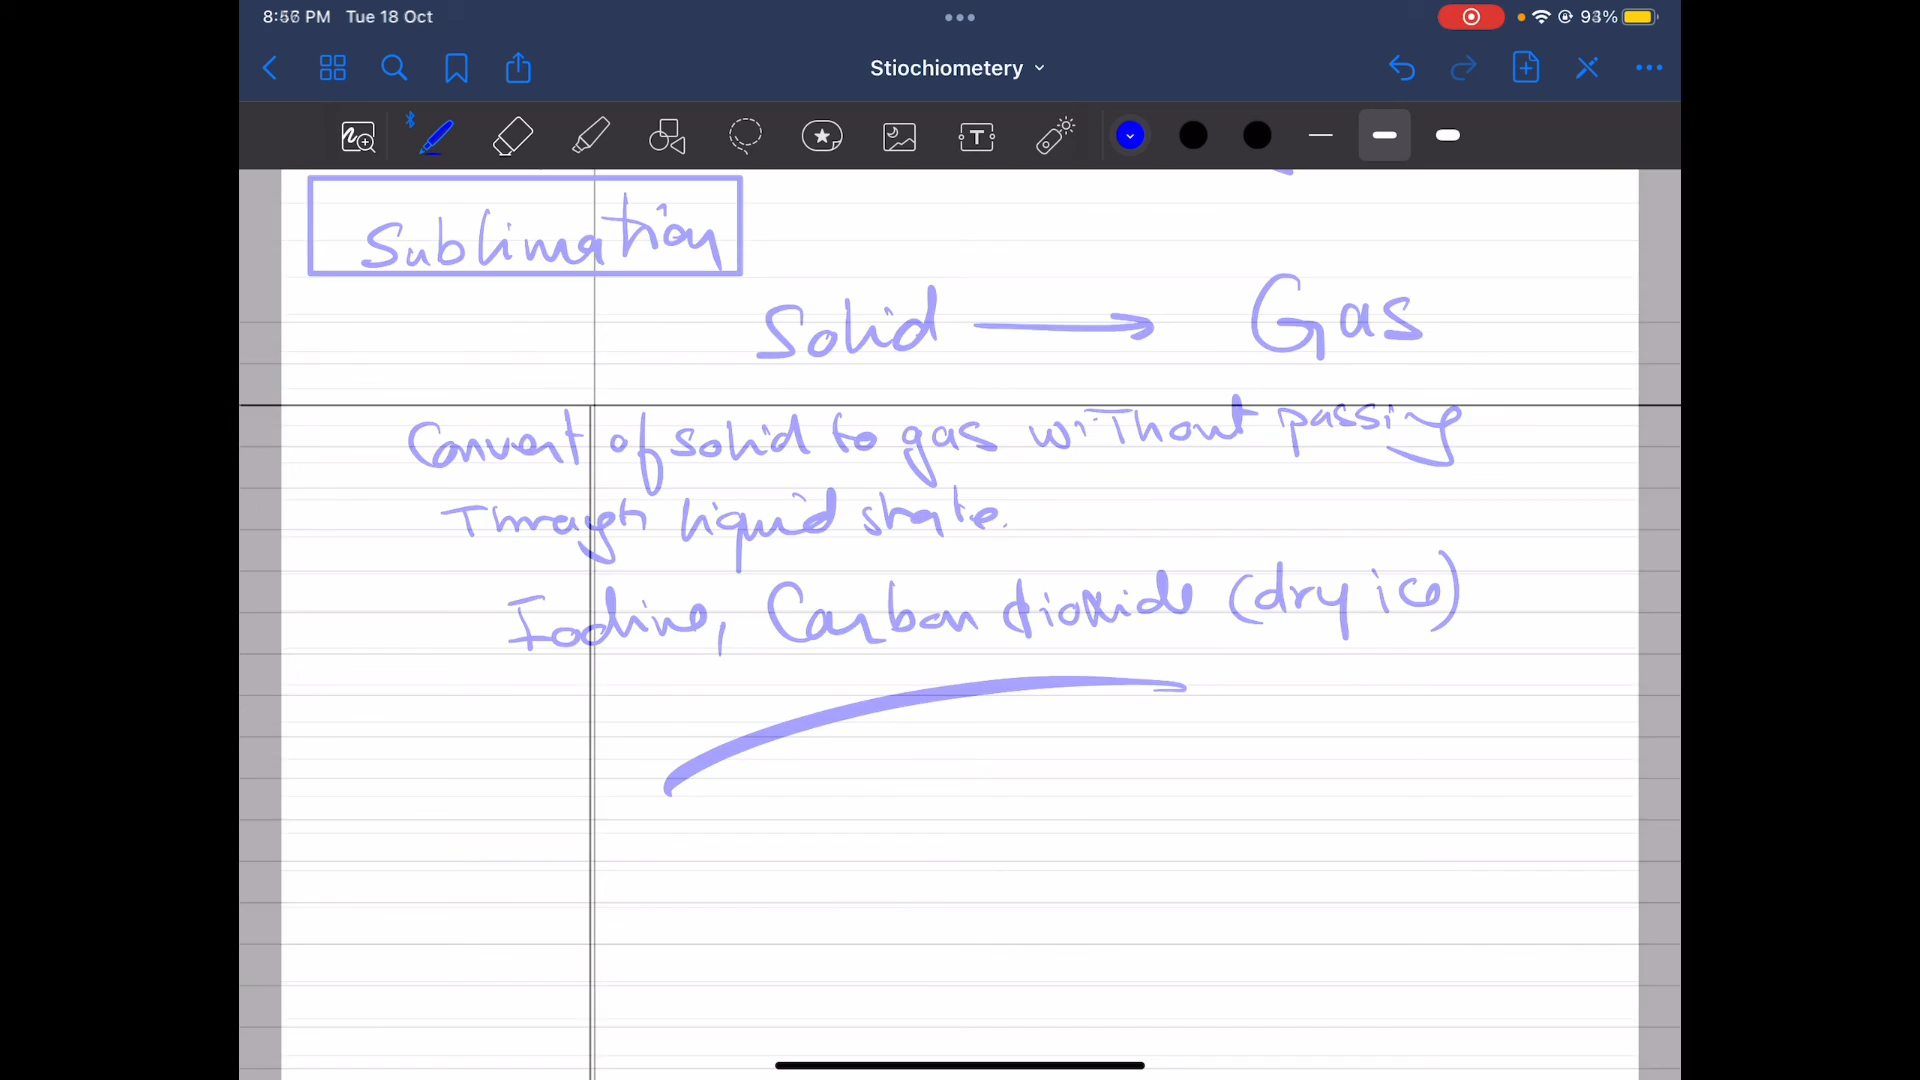 8:56 PM Tue 18 Oct
93%
Stiochiometery
T
Sublimation
Solid → Gas
Convert of solid to gas without passing
Through liquid state.
Iodine, Carbon dioxide (dry ice)